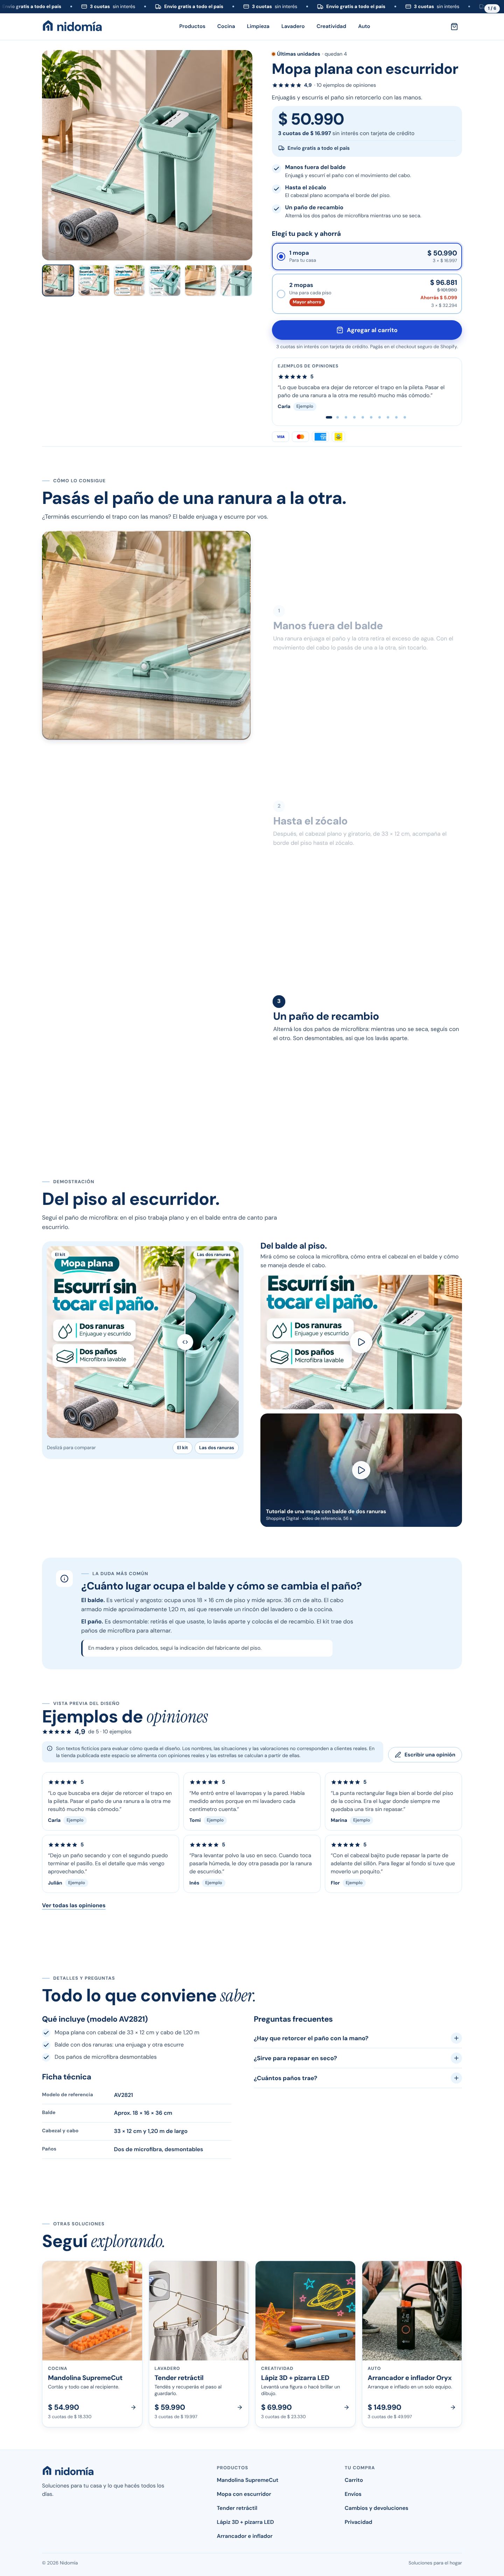 Envío gratis a todo el país • 3 cuotas sin interés • Envío gratis a todo el país • 3 cuotas sin interés • Envío gratis a todo el país • 3 cuotas sin interés •
1 / 6
nidomía
Productos Cocina Limpieza Lavadero Creatividad Auto
Últimas unidades · quedan 4
Mopa plana con escurridor
4,9 · 10 ejemplos de opiniones
Enjuagás y escurrís el paño sin retorcerlo con las manos.
$ 50.990
3 cuotas de $ 16.997 sin interés con tarjeta de crédito
Envío gratis a todo el país
Manos fuera del balde
Enjuagá y escurrí el paño con el movimiento del cabo.
Hasta el zócalo
El cabezal plano acompaña el borde del piso.
Un paño de recambio
Alterná los dos paños de microfibra mientras uno se seca.
Elegí tu pack y ahorrá
1 mopa
Para tu casa
$ 50.990
3 × $ 16.997
2 mopas
Una para cada piso
Mayor ahorro
$ 96.881
$ 101.980
Ahorrás $ 5.099
3 × $ 32.294
Agregar al carrito
3 cuotas sin interés con tarjeta de crédito. Pagás en el checkout seguro de Shopify.
EJEMPLOS DE OPINIONES
5
“Lo que buscaba era dejar de retorcer el trapo en la pileta. Pasar el
paño de una ranura a la otra me resultó mucho más cómodo.”
Carla Ejemplo
VISA
CÓMO LO CONSIGUE
Pasás el paño de una ranura a la otra.
¿Terminás escurriendo el trapo con las manos? El balde enjuaga y escurre por vos.
1
Manos fuera del balde
Una ranura enjuaga el paño y la otra retira el exceso de agua. Con el
movimiento del cabo lo pasás de una a la otra, sin tocarlo.
2
Hasta el zócalo
Después, el cabezal plano y giratorio, de 33 × 12 cm, acompaña el
borde del piso hasta el zócalo.
3
Un paño de recambio
Alterná los dos paños de microfibra: mientras uno se seca, seguís con
el otro. Son desmontables, así que los lavás aparte.
DEMOSTRACIÓN
Del piso al escurridor.
Seguí el paño de microfibra: en el piso trabaja plano y en el balde entra de canto para
escurrirlo.
El kit
Las dos ranuras
Mopa plana
Escurrí sin
tocar el piso.
Dos ranuras
Enjuague y escurrido
Dos paños
Microfibra lavable
Deslizá para comparar
El kit
Las dos ranuras
Del balde al piso.
Mirá cómo se coloca la microfibra, cómo entra el cabezal en el balde y cómo
se maneja desde el cabo.
Escurrí sin
tocar el piso.
Dos ranuras
Enjuague y escurrido
Dos paños
Microfibra lavable
Tutorial de una mopa con balde de dos ranuras
Shopping Digital · video de referencia, 56 s
LA DUDA MÁS COMÚN
¿Cuánto lugar ocupa el balde y cómo se cambia el paño?
El balde. Es vertical y angosto: ocupa unos 18 × 16 cm de piso y mide aprox. 36 cm de alto. El cabo
armado mide aproximadamente 1,20 m, así que reservale un rincón del lavadero o de la cocina.
El paño. Es desmontable: retirás el que usaste, lo lavás aparte y colocás el de recambio. El kit trae dos
paños de microfibra para alternar.
En madera y pisos delicados, seguí la indicación del fabricante del piso.
VISTA PREVIA DEL DISEÑO
Ejemplos de opiniones
4,9 de 5 · 10 ejemplos
Son textos ficticios para evaluar cómo queda el diseño. Los nombres, las situaciones y las valoraciones no corresponden a clientes reales. En
la tienda publicada este espacio se alimenta con opiniones reales y las estrellas se calculan a partir de ellas.
Escribir una opinión
5
“Lo que buscaba era dejar de retorcer el trapo en
la pileta. Pasar el paño de una ranura a la otra me
resultó mucho más cómodo.”
Carla Ejemplo
5
“Me entró entre el lavarropas y la pared. Había
medido antes porque en mi lavadero cada
centímetro cuenta.”
Tomi Ejemplo
5
“La punta rectangular llega bien al borde del piso
de la cocina. Era el lugar donde siempre me
quedaba una tira sin repasar.”
Marina Ejemplo
5
“Dejo un paño secando y con el segundo puedo
terminar el pasillo. Es el detalle que más vengo
aprovechando.”
Julián Ejemplo
5
“Para levantar polvo la uso en seco. Cuando toca
pasarla húmeda, le doy otra pasada por la ranura
de escurrido.”
Inés Ejemplo
5
“Con el cabezal bajito pude repasar la parte de
adelante del sillón. Para llegar al fondo sí tuve que
moverlo un poquito.”
Flor Ejemplo
Ver todas las opiniones
DETALLES Y PREGUNTAS
Todo lo que conviene saber.
Qué incluye (modelo AV2821)
Mopa plana con cabezal de 33 × 12 cm y cabo de 1,20 m
Balde con dos ranuras: una enjuaga y otra escurre
Dos paños de microfibra desmontables
Ficha técnica
Modelo de referencia AV2821
Balde Aprox. 18 × 16 × 36 cm
Cabezal y cabo 33 × 12 cm y 1,20 m de largo
Paños Dos de microfibra, desmontables
Preguntas frecuentes
¿Hay que retorcer el paño con la mano?
¿Sirve para repasar en seco?
¿Cuántos paños trae?
OTRAS SOLUCIONES
Seguí explorando.
COCINA
Mandolina SupremeCut
Cortás y todo cae al recipiente.
$ 54.990
3 cuotas de $ 18.330
LAVADERO
Tender retráctil
Tendés y recuperás el paso al
guardarlo.
$ 59.990
3 cuotas de $ 19.997
CREATIVIDAD
Lápiz 3D + pizarra LED
Levantá una figura o hacé brillar un
dibujo.
$ 69.990
3 cuotas de $ 23.330
AUTO
Arrancador e inflador Oryx
Arranque e inflado en un solo equipo.
$ 149.990
3 cuotas de $ 49.997
nidomía
Soluciones para tu casa y lo que hacés todos los
días.
PRODUCTOS
Mandolina SupremeCut
Mopa con escurridor
Tender retráctil
Lápiz 3D + pizarra LED
Arrancador e inflador
TU COMPRA
Carrito
Envíos
Cambios y devoluciones
Privacidad
© 2026 Nidomía
Soluciones para el hogar